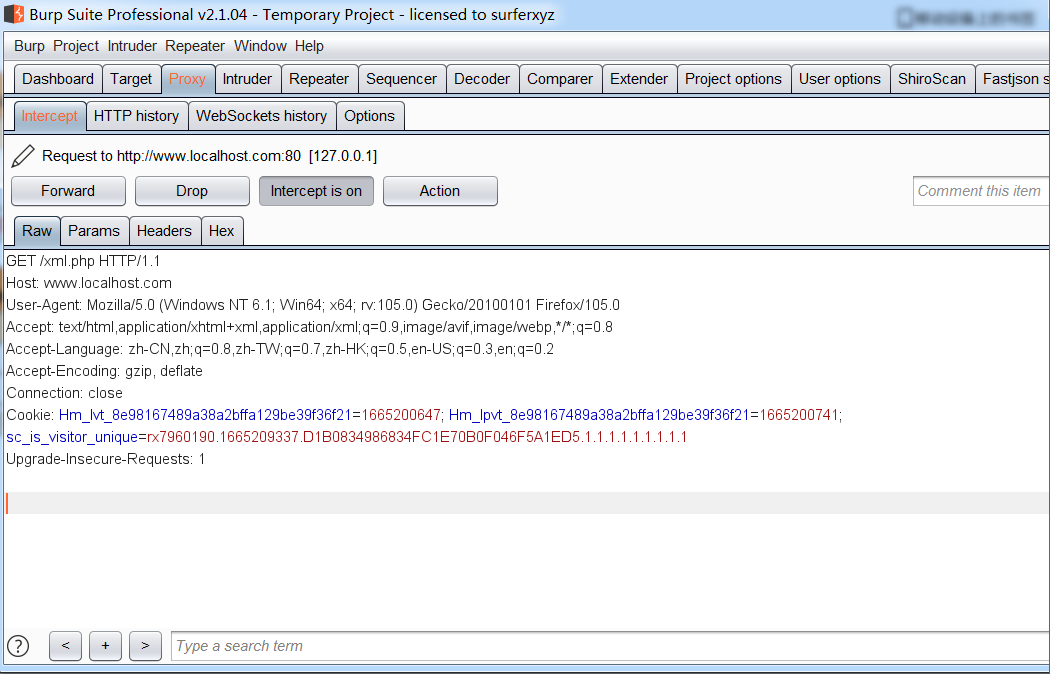 Burp Suite Professional v2.1.04 - Temporary Project - licensed to surferxyz
Burp Project Intruder Repeater Window Help
Dashboard Target Proxy Intruder Repeater Sequencer Decoder Comparer Extender Project options User options ShiroScan Fastjson s
Intercept HTTP history WebSockets history Options
Request to http://www.localhost.com:80 [127.0.0.1]
Forward Drop Intercept is on Action Comment this item
Raw Params Headers Hex
GET /xml.php HTTP/1.1
Host: www.localhost.com
User-Agent: Mozilla/5.0 (Windows NT 6.1; Win64; x64; rv:105.0) Gecko/20100101 Firefox/105.0
Accept: text/html,application/xhtml+xml,application/xml;q=0.9,image/avif,image/webp,*/*;q=0.8
Accept-Language: zh-CN,zh;q=0.8,zh-TW;q=0.7,zh-HK;q=0.5,en-US;q=0.3,en;q=0.2
Accept-Encoding: gzip, deflate
Connection: close
Cookie: Hm_lvt_8e98167489a38a2bffa129be39f36f21=1665200647; Hm_lpvt_8e98167489a38a2bffa129be39f36f21=1665200741;
sc_is_visitor_unique=rx7960190.1665209337.D1B0834986834FC1E70B0F046F5A1ED5.1.1.1.1.1.1.1.1.1
Upgrade-Insecure-Requests: 1
? < + > Type a search term